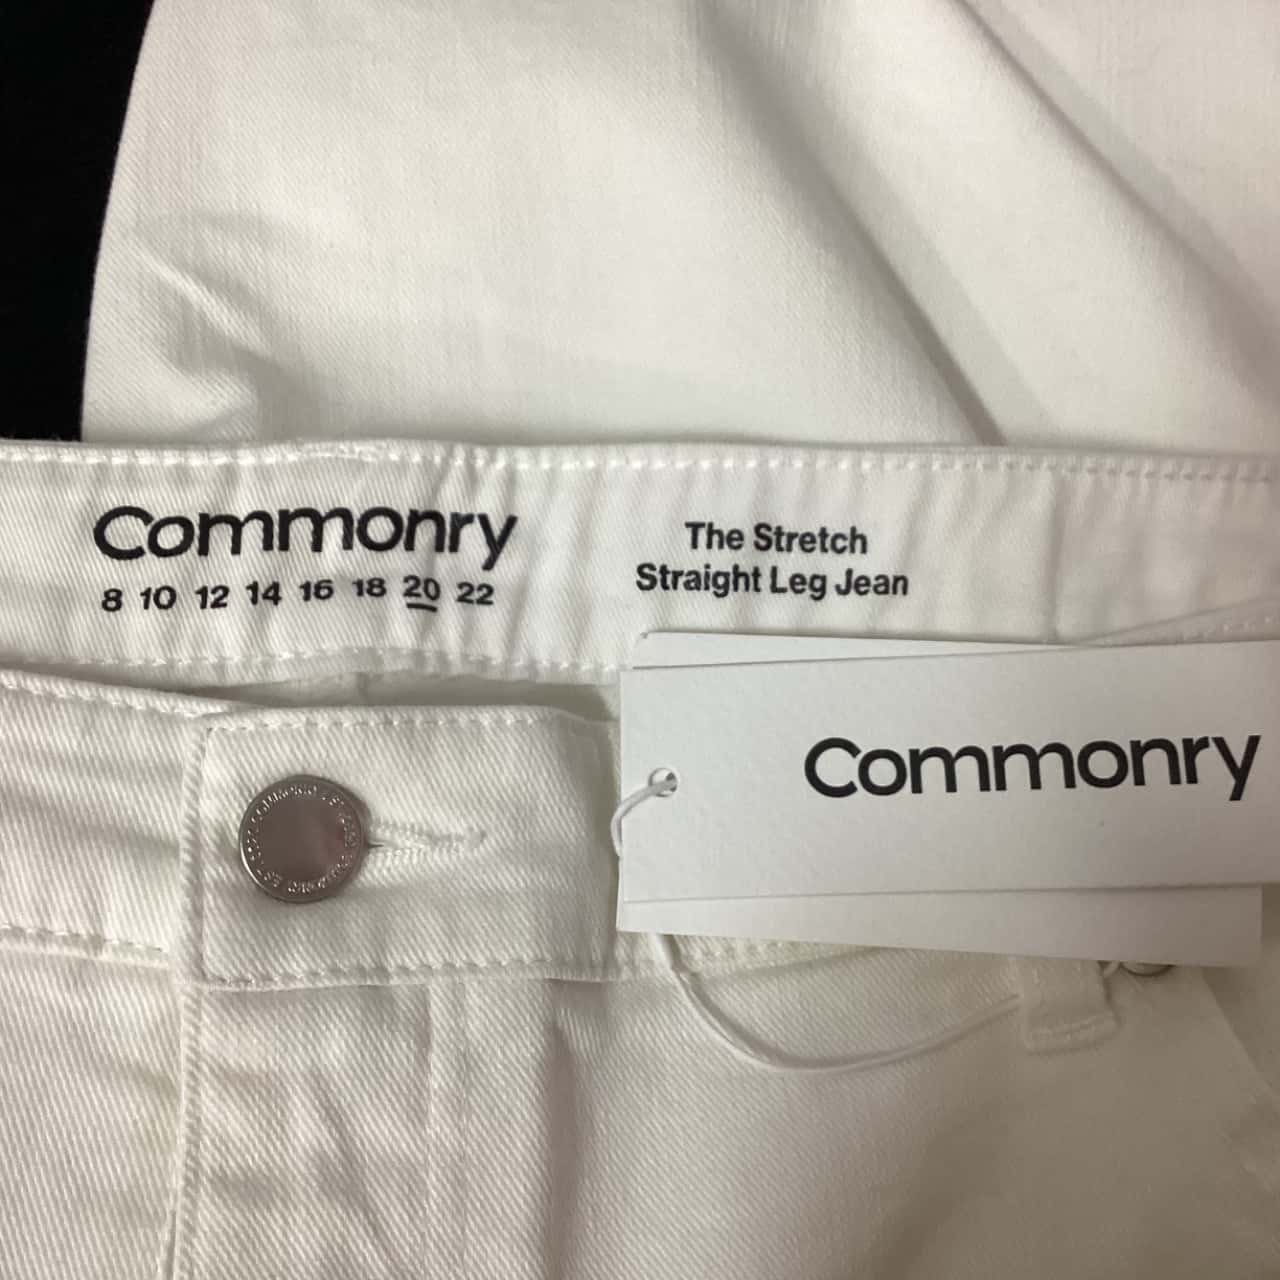 Commonry
8 10 12 14 16 18 20 22
The Stretch
Straight Leg Jean
Commonry